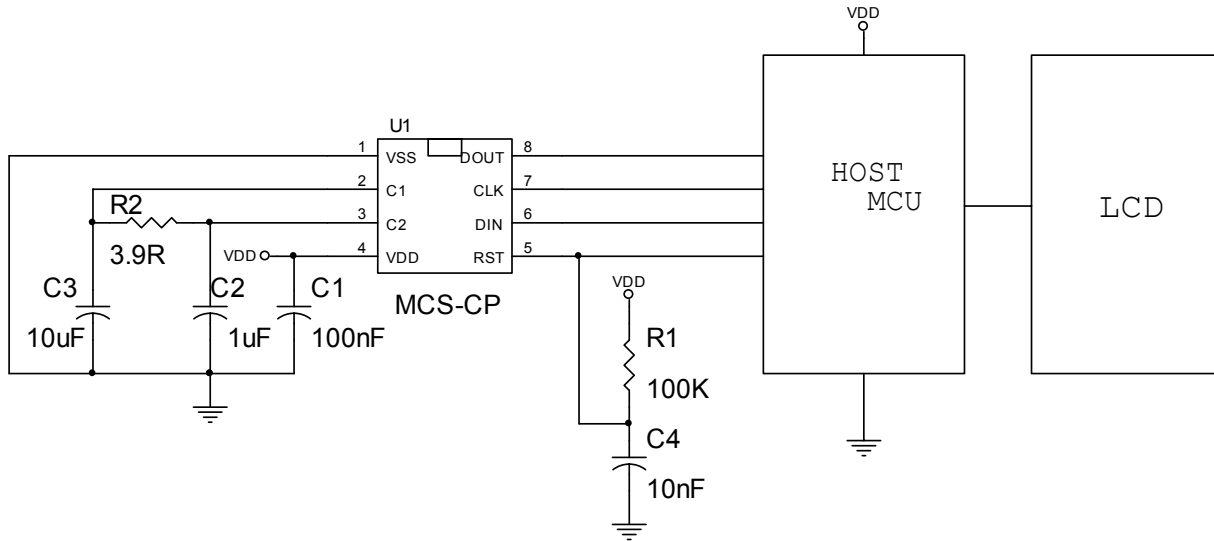 VDD
U1
1
VSS
DOUT
8
2
C1
CLK
7
3
C2
DIN
6
4
VDD
RST
5
MCS-CP
R2
3.9R
VDD
C3
10uF
C2
1uF
C1
100nF
VDD
R1
100K
C4
10nF
HOST
MCU
LCD